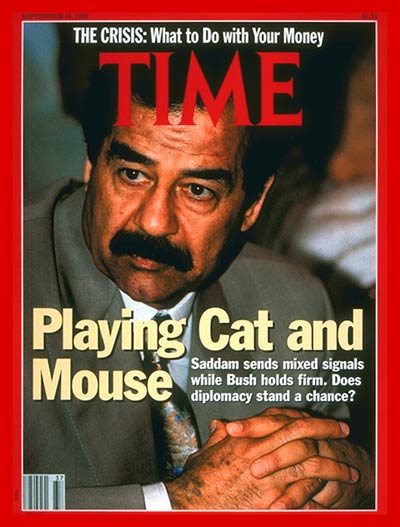 THE CRISIS: What to Do with Your Money
TIME
Playing Cat and
Mouse
Saddam sends mixed signals
while Bush holds firm. Does
diplomacy stand a chance?
37